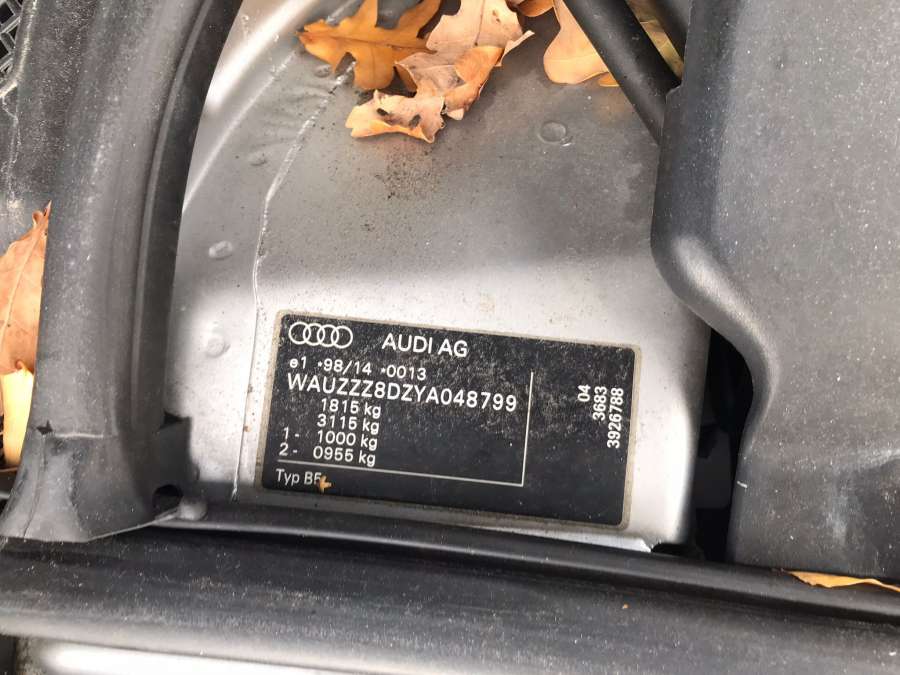 AUDI AG
e1 *98/14 *0013
WAUZZZ8DZYA048799
1815 kg
3115 kg
1- 1000 kg
2- 0955 kg
Typ B5
04
3683
3926788